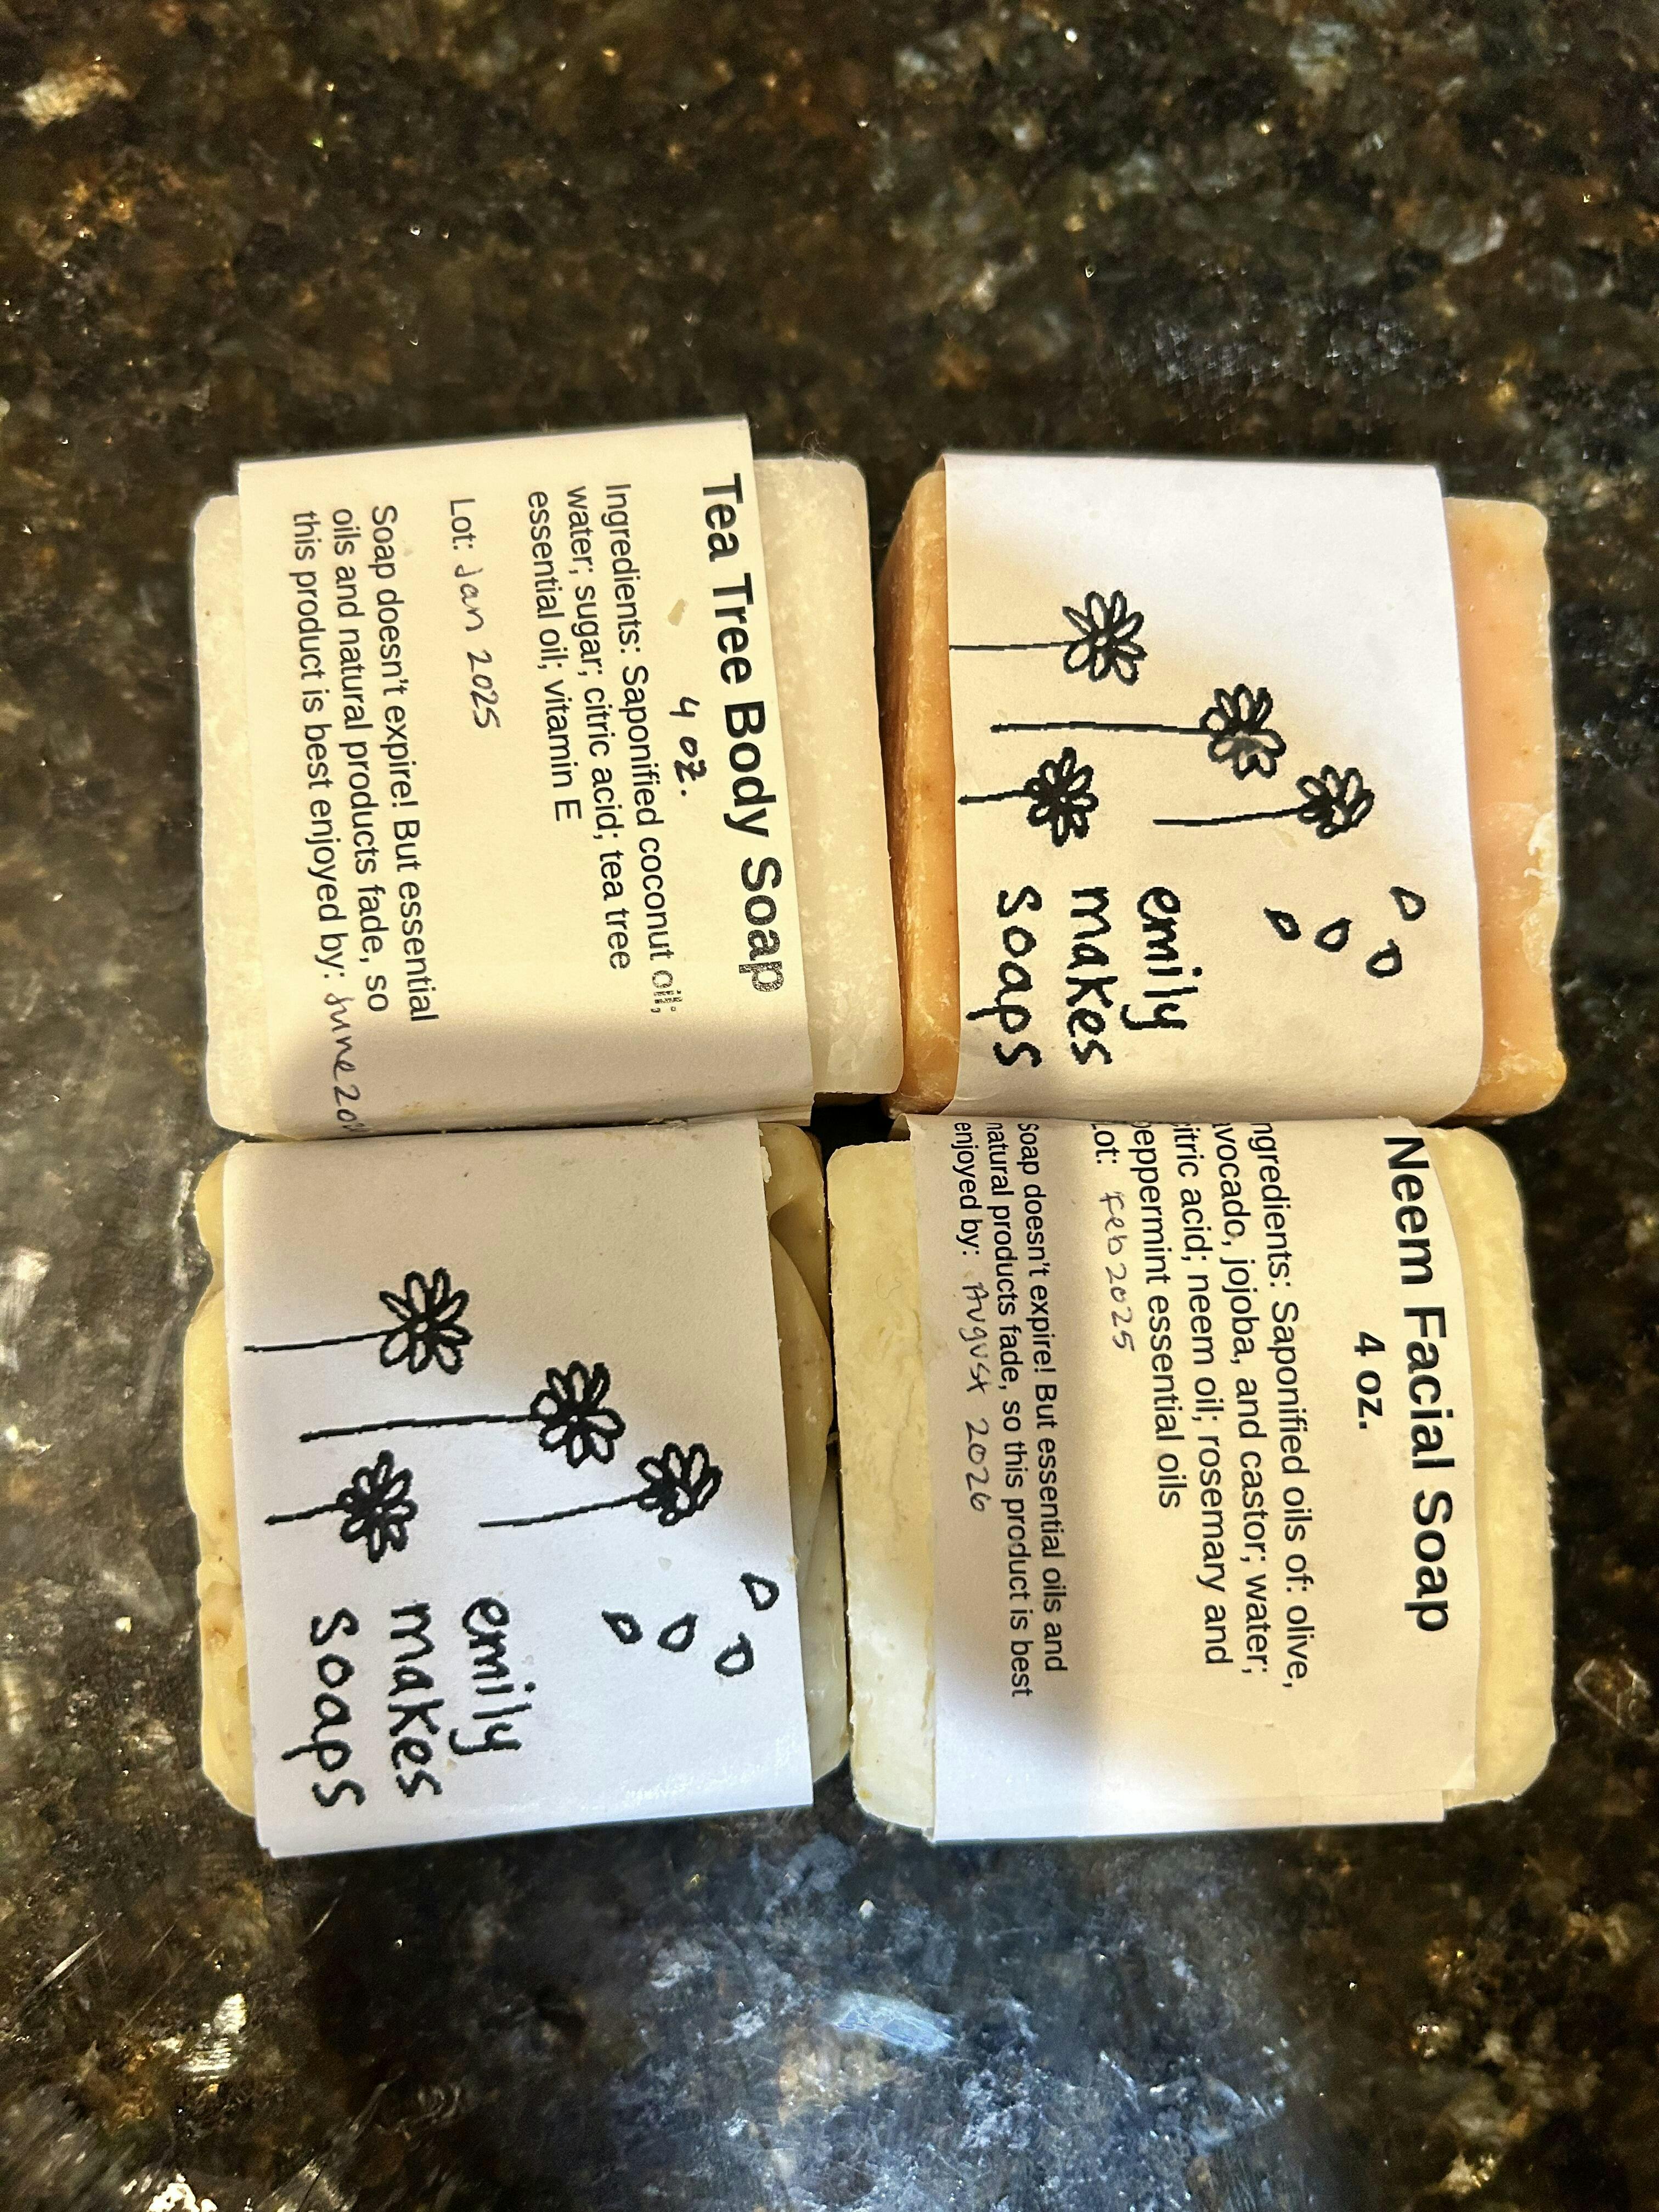 emily
makes
soaps
Neem Facial Soap
4 oz.
ngredients: Saponified oils of: olive,
vocado, jojoba, and castor; water;
itric acid; neem oil; rosemary and
peppermint essential oils
Lot: Feb 2025
Soap doesn't expire! But essential oils and
natural products fade, so this product is best
enjoyed by: August 2026
Tea Tree Body Soap
4 oz.
Ingredients: Saponified coconut oil;
water; sugar; citric acid; tea tree
essential oil; vitamin E
Lot: Jan 2025
Soap doesn't expire! But essential
oils and natural products fade, so
this product is best enjoyed by: June
emily
makes
soaps